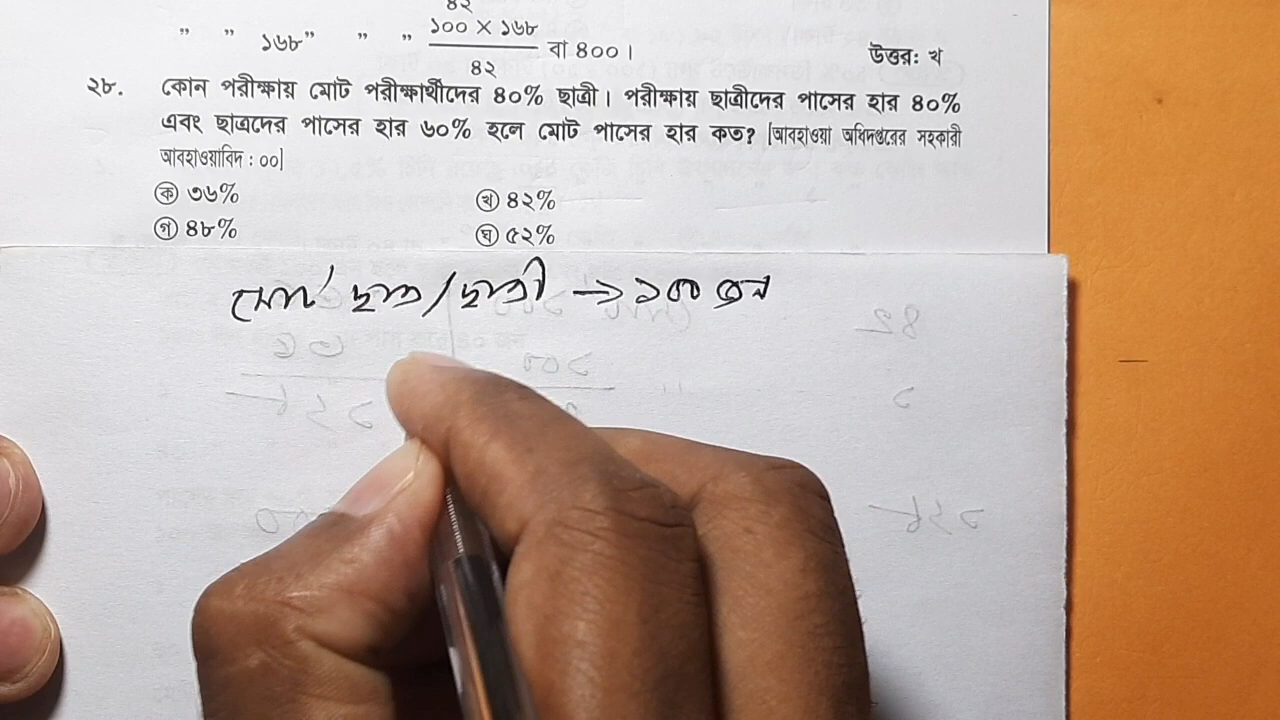 ৪২
” ” ১৬৮” ” ” ১০০ × ১৬৮ বা ৪০০।
৪২
উত্তর: খ
২৮. কোন পরীক্ষায় মোট পরীক্ষার্থীদের ৪০% ছাত্রী। পরীক্ষায় ছাত্রীদের পাসের হার ৪০%
এবং ছাত্রদের পাসের হার ৬০% হলে মোট পাসের হার কত? [আবহাওয়া অধিদপ্তরের সহকারী
আবহাওয়াবিদ : ০০]
ক ৩৬% খ ৪২%
গ ৪৮% ঘ ৫২%
মোট ছাত্র/ছাত্রী → ১০০ জন